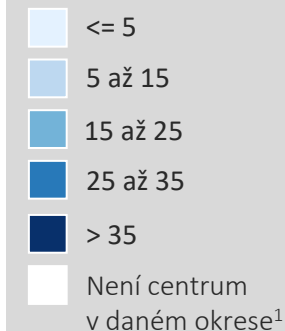 <= 5
5 až 15
15 až 25
25 až 35
> 35
Není centrum
v daném okrese¹